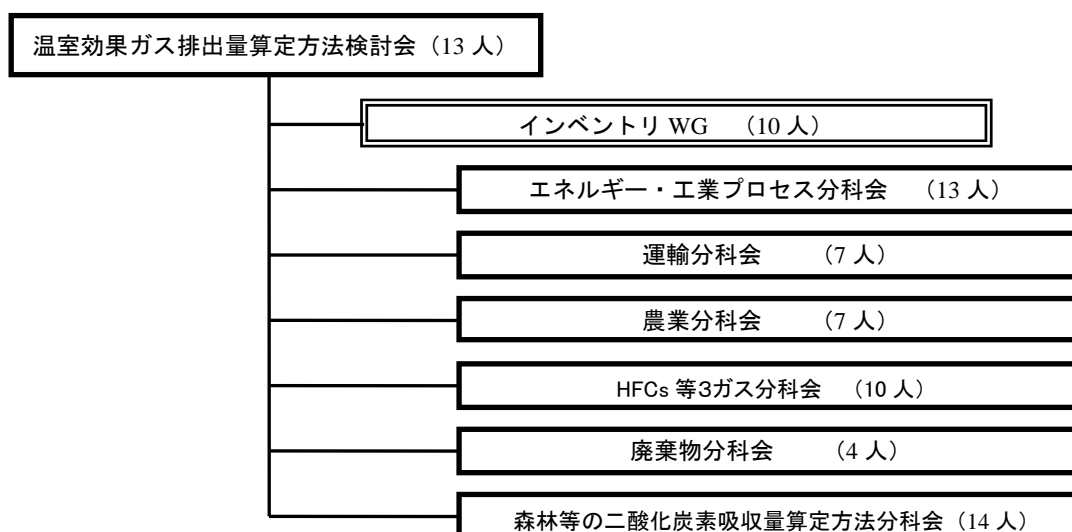 温室効果ガス排出量算定方法検討会（13 人）
インベントリ WG （10 人）
エネルギー・工業プロセス分科会 （13 人）
運輸分科会 （7 人）
農業分科会 （7 人）
HFCs 等3ガス分科会 （10 人）
廃棄物分科会 （4 人）
森林等の二酸化炭素吸収量算定方法分科会（14 人）